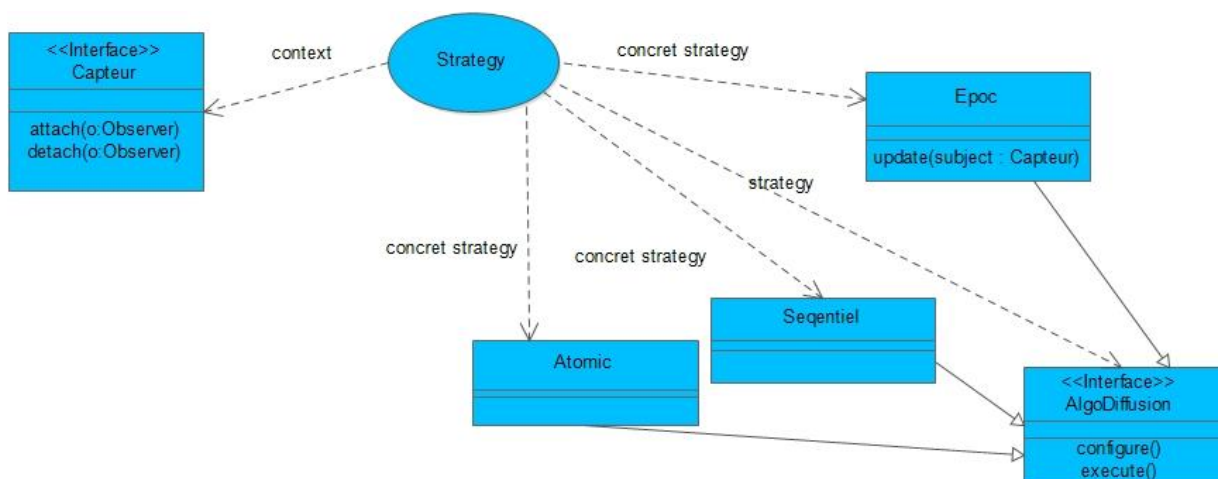 <<Interface>>
Capteur
attach(o:Observer)
detach(o:Observer)
context
Strategy
concret strategy
Epoc
update(subject : Capteur)
strategy
concret strategy
concret strategy
Seqentiel
Atomic
<<Interface>>
AlgoDiffusion
configure()
execute()